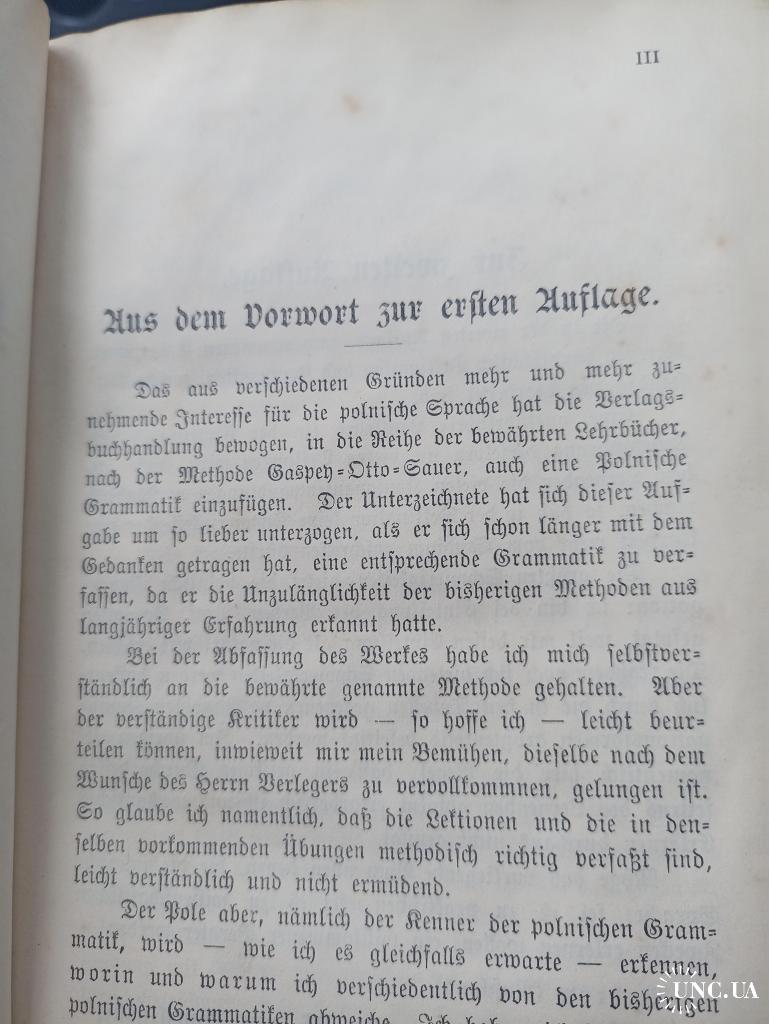 III
Aus dem Vorwort zur ersten Auflage.
Das aus verschiedenen Gründen mehr und mehr zu=
nehmende Interesse für die polnische Sprache hat die Verlags=
buchhandlung bewogen, in die Reihe der bewährten Lehrbücher,
nach der Methode Gaspey=Otto=Sauer, auch eine Polnische
Grammatik einzufügen. Der Unterzeichnete hat sich dieser Auf=
gabe um so lieber unterzogen, als er sich schon länger mit dem
Gedanken getragen hat, eine entsprechende Grammatik zu ver=
fassen, da er die Unzulänglichkeit der bisherigen Methoden aus
langjähriger Erfahrung erkannt hatte.
Bei der Abfassung des Werkes habe ich mich selbstver=
ständlich an die bewährte genannte Methode gehalten. Aber
der verständige Kritiker wird — so hoffe ich — leicht beur=
teilen können, inwieweit mir mein Bemühen, dieselbe nach dem
Wunsche des Herrn Verlegers zu vervollkommnen, gelungen ist.
So glaube ich namentlich, daß die Lektionen und die in den=
selben vorkommenden Übungen methodisch richtig verfaßt sind,
leicht verständlich und nicht ermüdend.
Der Pole aber, nämlich der Kenner der polnischen Gram=
matik, wird — wie ich es gleichfalls erwarte — erkennen,
worin und warum ich verschiedentlich von den bisherigen
polnischen Grammatiken abweiche. Ich
UNC.UA